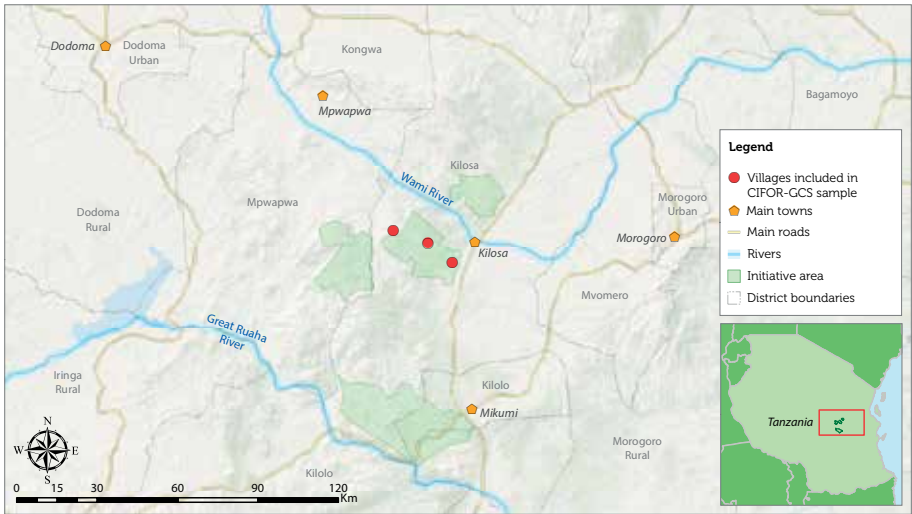 Dodoma
Dodoma
Urban
Kongwa
Mpwapwa
Bagamoyo
Kilosa
Wami River
Mpwapwa
Dodoma
Rural
Morogoro
Urban
Morogoro
Kilosa
Mvomero
Great Ruaha
River
Iringa
Rural
Kilolo
Mikumi
Morogoro
Rural
Kilolo
N
W
E
S
0 15 30 60 90 120
Km
Legend
Villages included in
CIFOR-GCS sample
Main towns
Main roads
Rivers
Initiative area
District boundaries
Tanzania